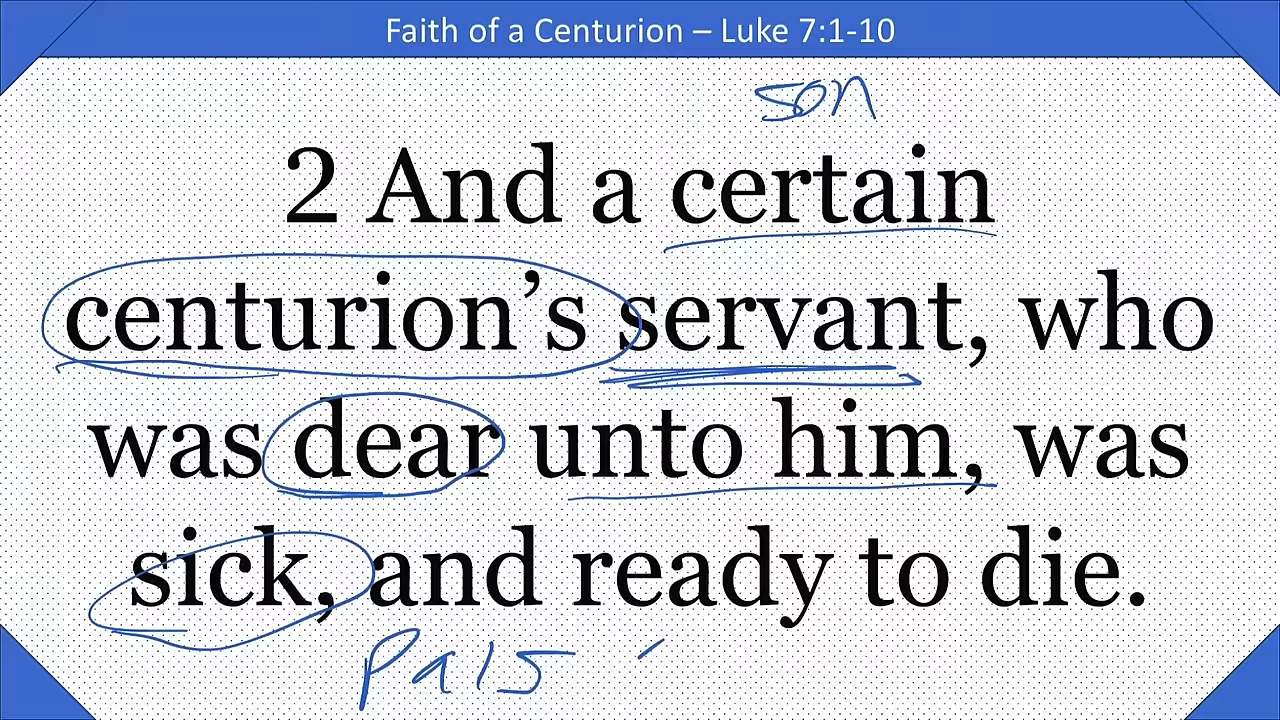 Faith of a Centurion – Luke 7:1-10
son
2 And a certain
centurion’s servant, who
was dear unto him, was
sick, and ready to die.
Pals